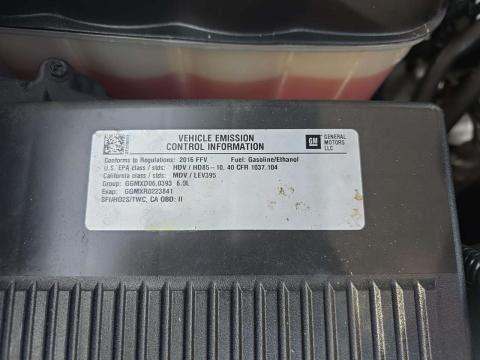 VEHICLE EMISSION
CONTROL INFORMATION
GM GENERAL
MOTORS
LLC
Conforms to Regulations: 2016 FFV Fuel: Gasoline/Ethanol
U.S. EPA class / stds: HDV / HD85-10, 40 CFR 1037.104
California class / stds: MDV / LEV395
Group: GGMXD06.0393 6.0L
Evap: GGMXR0223841
SFI/HO2S/TWC, CA OBD: II